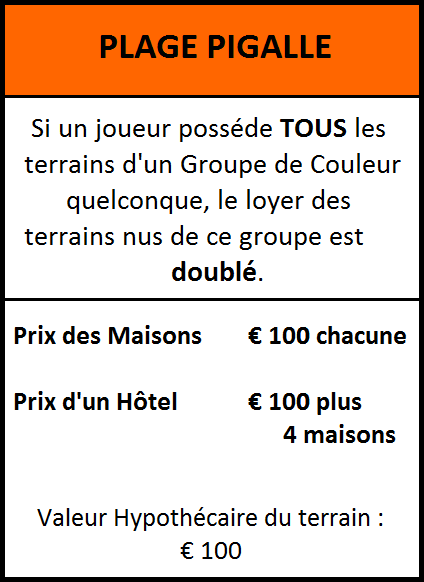 PLAGE PIGALLE
Si un joueur posséde TOUS les
terrains d'un Groupe de Couleur
quelconque, le loyer des
terrains nus de ce groupe est
doublé.
Prix des Maisons € 100 chacune
Prix d'un Hôtel € 100 plus
4 maisons
Valeur Hypothécaire du terrain :
€ 100